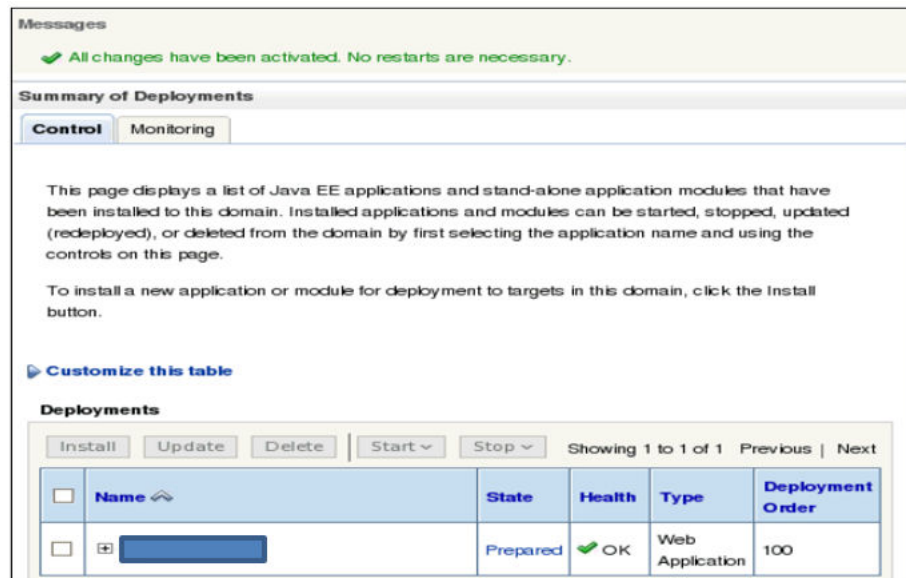 Messages
All changes have been activated. No restarts are necessary.
Summary of Deployments
Control Monitoring
This page displays a list of Java EE applications and stand-alone application modules that have
been installed to this domain. Installed applications and modules can be started, stopped, updated
(redeployed), or deleted from the domain by first selecting the application name and using the
controls on this page.
To install a new application or module for deployment to targets in this domain, click the Install
button.
Customize this table
Deployments
Install Update Delete Start Stop Showing 1 to 1 of 1 Previous | Next
Name State Health Type Deployment
Order
Prepared OK Web
Application 100